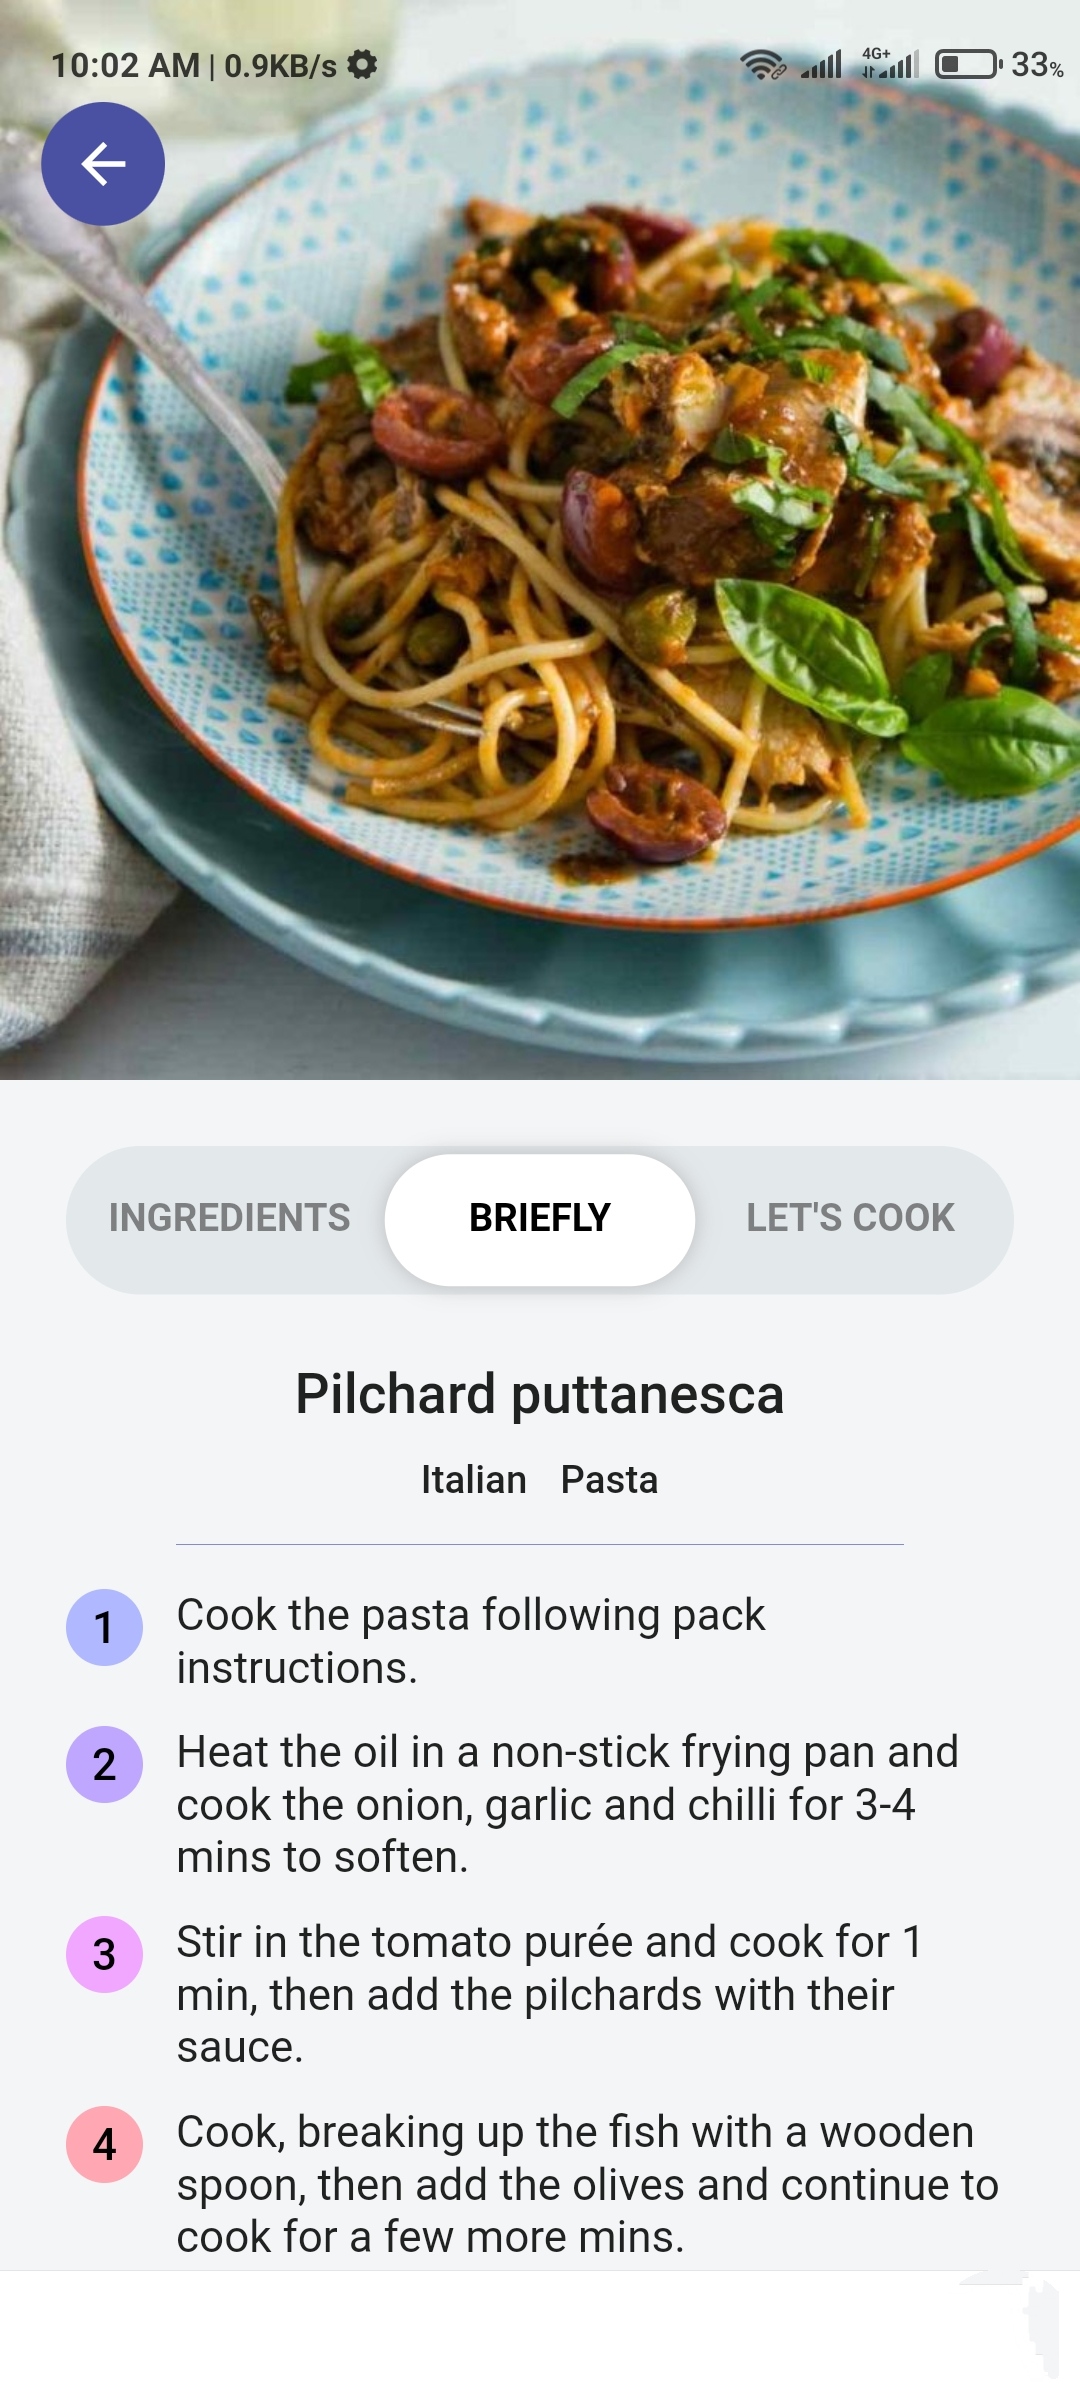 10:02 AM | 0.9KB/s
4G+
33%
INGREDIENTS
BRIEFLY
LET'S COOK
Pilchard puttanesca
Italian Pasta
1
Cook the pasta following pack
instructions.
2
Heat the oil in a non-stick frying pan and
cook the onion, garlic and chilli for 3-4
mins to soften.
3
Stir in the tomato purée and cook for 1
min, then add the pilchards with their
sauce.
4
Cook, breaking up the fish with a wooden
spoon, then add the olives and continue to
cook for a few more mins.